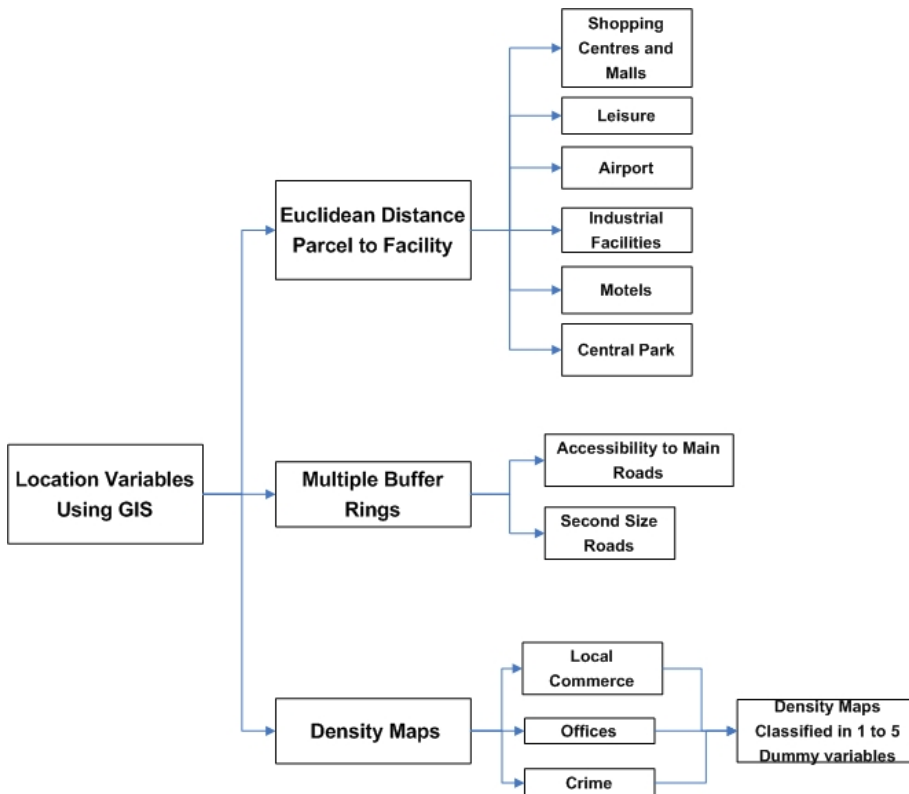 Shopping
Centres and
Malls
Leisure
Airport
Euclidean Distance
Parcel to Facility
Industrial
Facilities
Motels
Central Park
Location Variables
Using GIS
Multiple Buffer
Rings
Accessibility to Main
Roads
Second Size
Roads
Density Maps
Local
Commerce
Offices
Crime
Density Maps
Classified in 1 to 5
Dummy variables